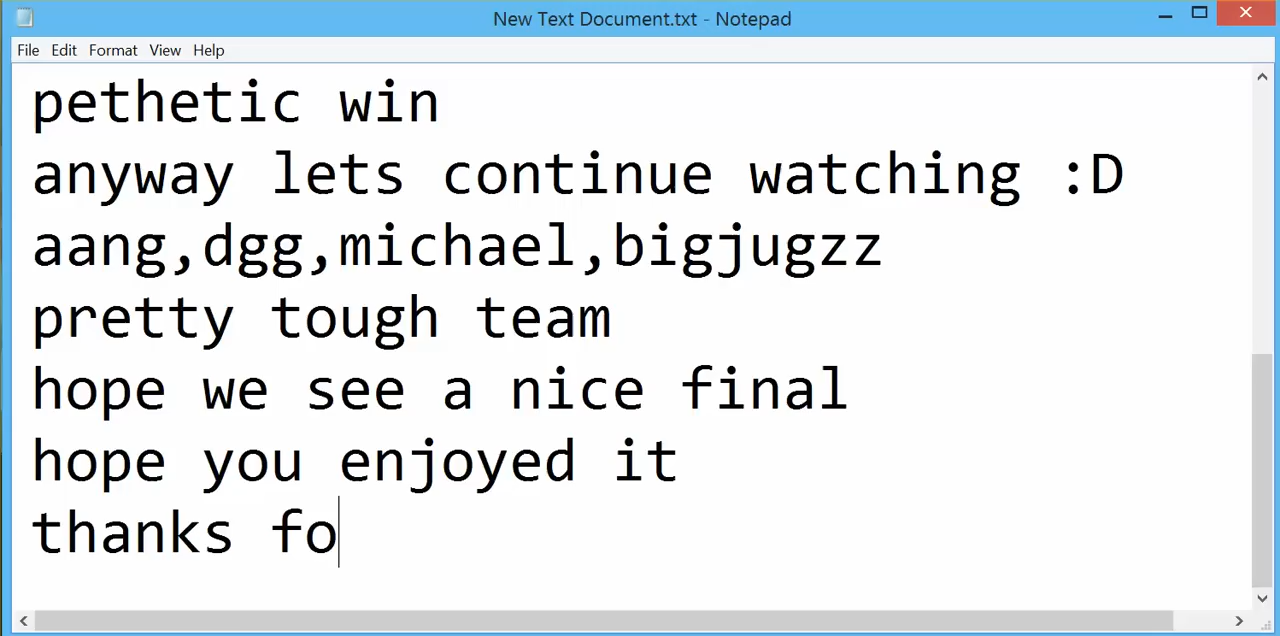 New Text Document.txt - Notepad
File Edit Format View Help
pethetic win
anyway lets continue watching :D
aang,dgg,michael,bigjugzz
pretty tough team
hope we see a nice final
hope you enjoyed it
thanks fo